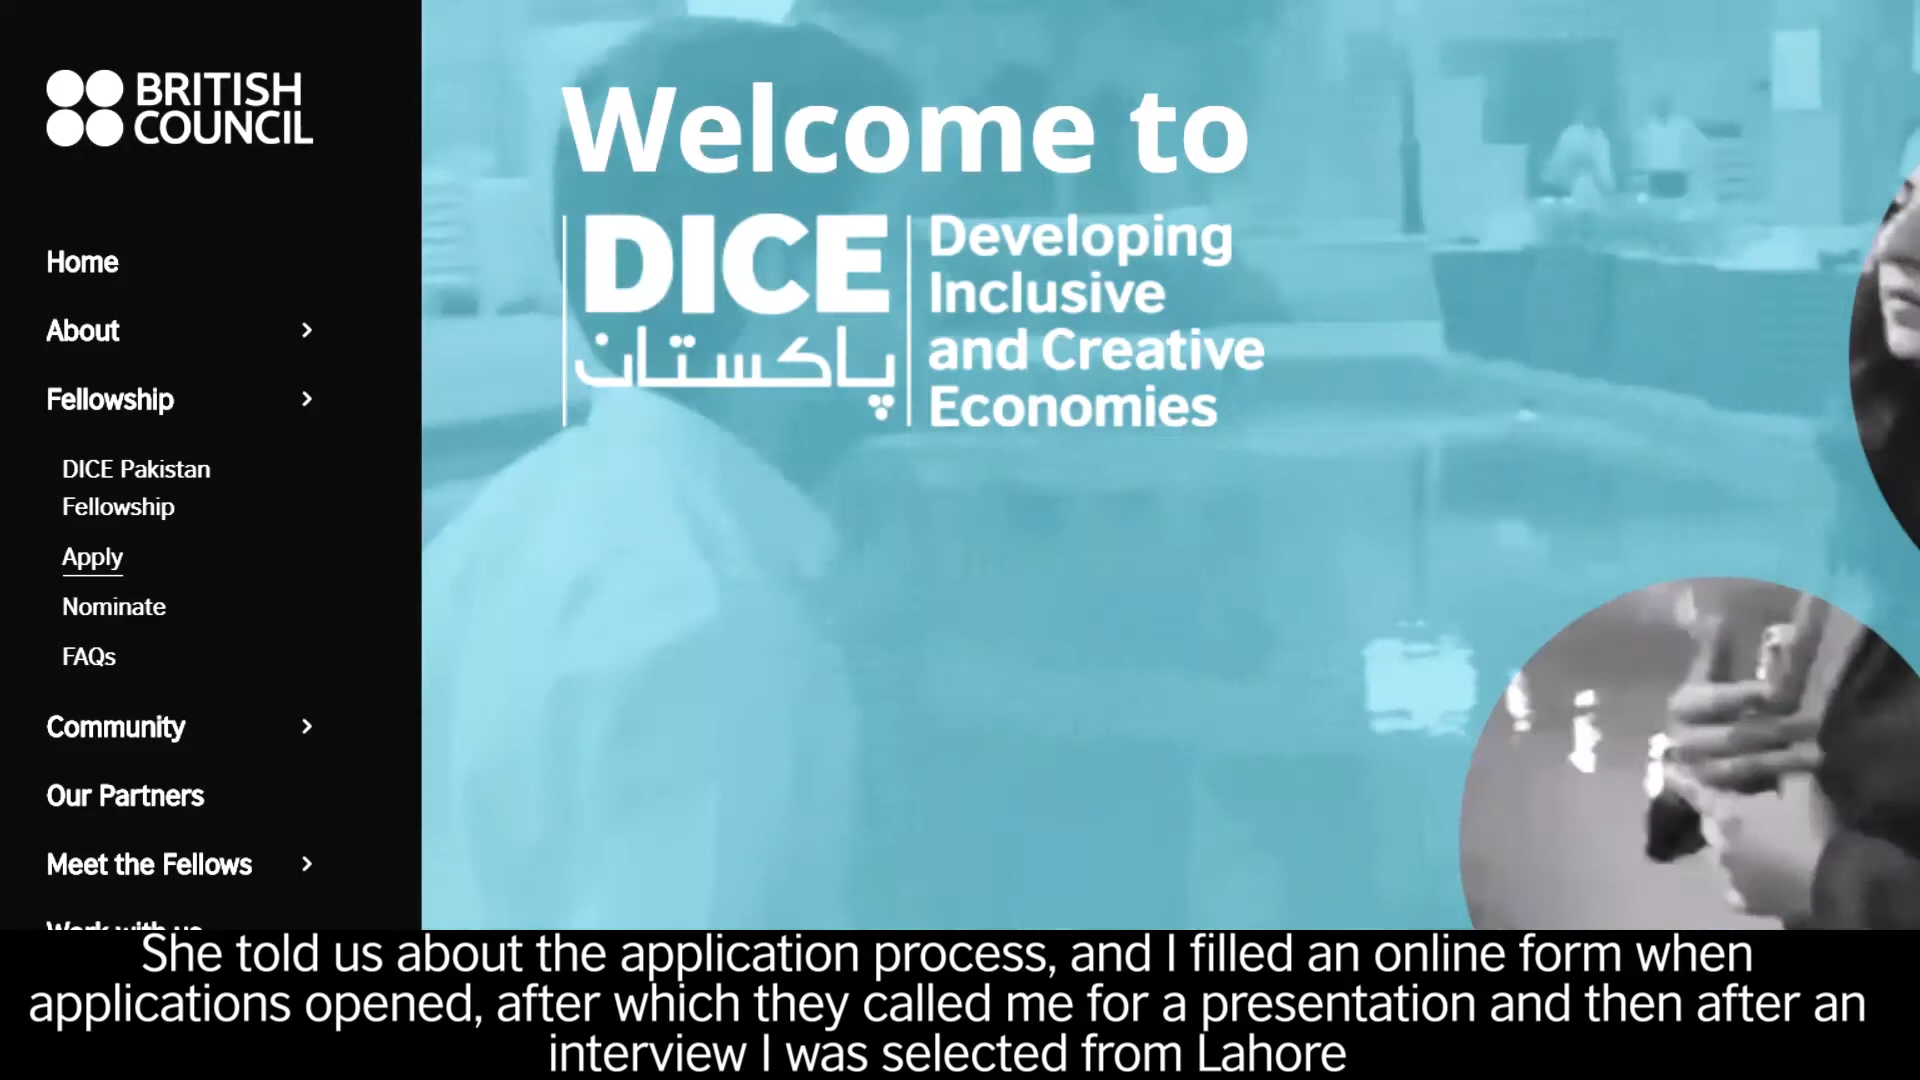 BRITISH
COUNCIL
Home
About
Fellowship
DICE Pakistan
Fellowship
Apply
Nominate
FAQs
Community
Our Partners
Meet the Fellows
Work with us
Welcome to
DICE
پاکستان
Developing
Inclusive
and Creative
Economies
She told us about the application process, and I filled an online form when
applications opened, after which they called me for a presentation and then after an
interview I was selected from Lahore